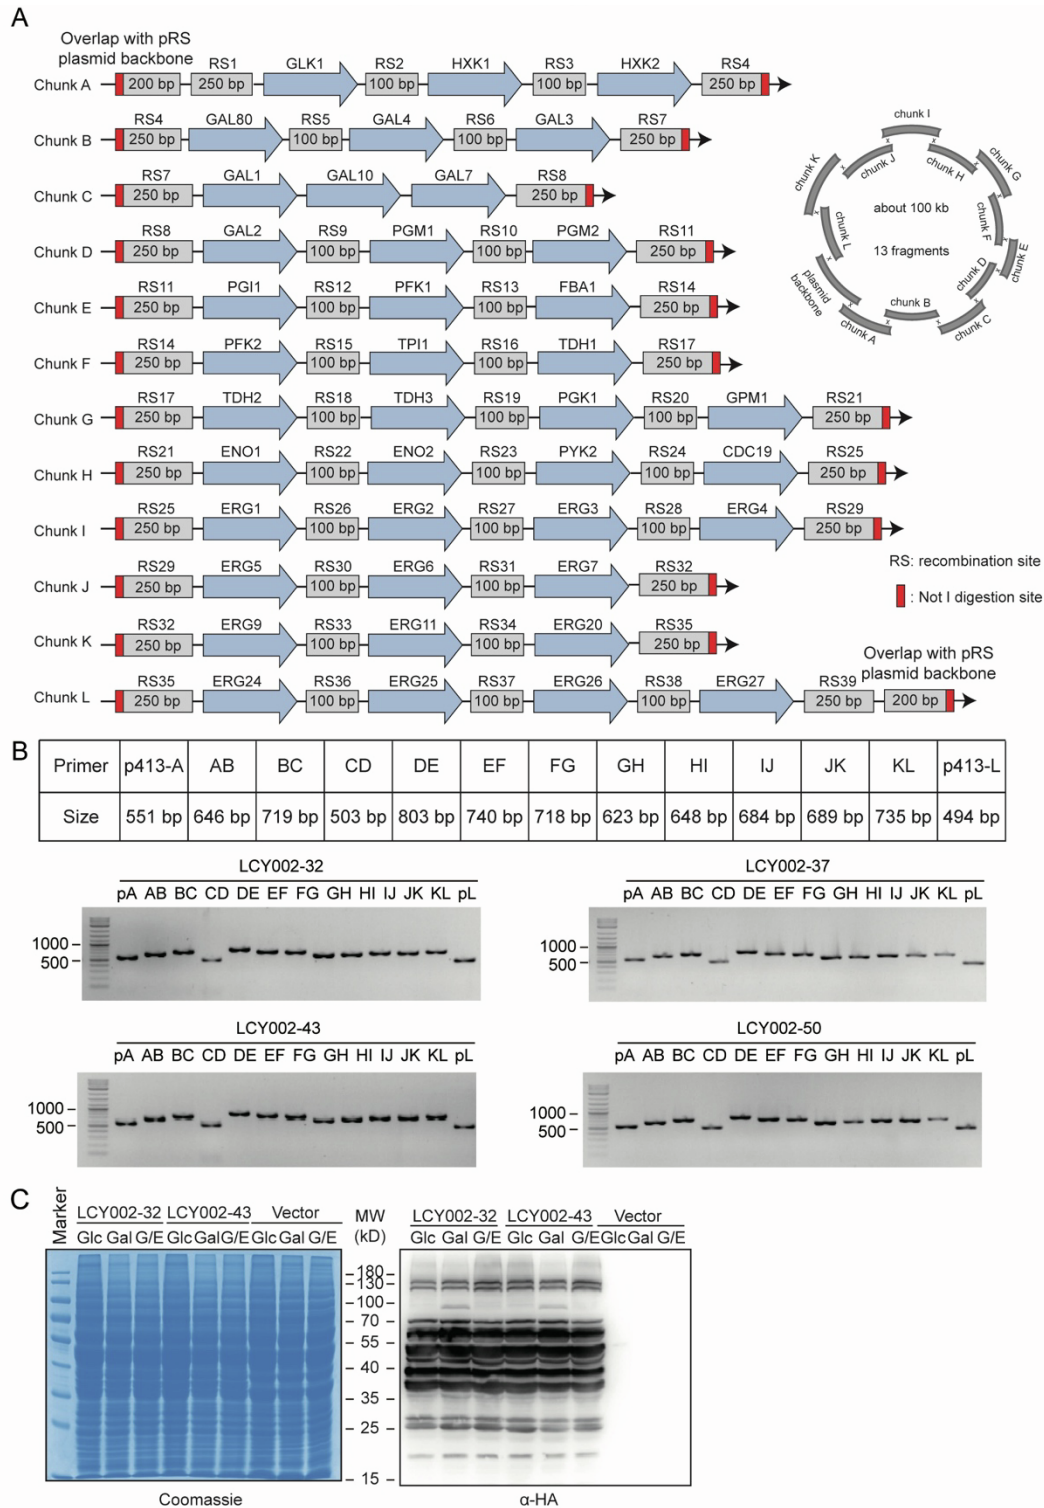 A
Overlap with pRS
plasmid backbone
RS1 GLK1 RS2 HXK1 RS3 HXK2 RS4
Chunk A 200 bp 250 bp 100 bp 100 bp 250 bp
RS4 GAL80 RS5 GAL4 RS6 GAL3 RS7
Chunk B 250 bp 100 bp 100 bp 250 bp
RS7 GAL1 GAL10 GAL7 RS8
Chunk C 250 bp 250 bp
RS8 GAL2 RS9 PGM1 RS10 PGM2 RS11
Chunk D 250 bp 100 bp 100 bp 250 bp
RS11 PGI1 RS12 PFK1 RS13 FBA1 RS14
Chunk E 250 bp 100 bp 100 bp 250 bp
RS14 PFK2 RS15 TPI1 RS16 TDH1 RS17
Chunk F 250 bp 100 bp 100 bp 250 bp
RS17 TDH2 RS18 TDH3 RS19 PGK1 RS20 GPM1 RS21
Chunk G 250 bp 100 bp 100 bp 100 bp 250 bp
RS21 ENO1 RS22 ENO2 RS23 PYK2 RS24 CDC19 RS25
Chunk H 250 bp 100 bp 100 bp 100 bp 250 bp
RS25 ERG1 RS26 ERG2 RS27 ERG3 RS28 ERG4 RS29
Chunk I 250 bp 100 bp 100 bp 100 bp 250 bp
RS29 ERG5 RS30 ERG6 RS31 ERG7 RS32
Chunk J 250 bp 100 bp 100 bp 250 bp
RS32 ERG9 RS33 ERG11 RS34 ERG20 RS35
Chunk K 250 bp 100 bp 100 bp 250 bp
Overlap with pRS
plasmid backbone
RS35 ERG24 RS36 ERG25 RS37 ERG26 RS38 ERG27 RS39
Chunk L 250 bp 100 bp 100 bp 100 bp 250 bp 200 bp
chunk I
chunk H
chunk G
chunk F
chunk E
chunk D
chunk C
chunk B
chunk A
plasmid backbone
chunk L
chunk K
chunk J
about 100 kb
13 fragments
RS: recombination site
: Not I digestion site
B
Primer p413-A AB BC CD DE EF FG GH HI IJ JK KL p413-L
Size 551 bp 646 bp 719 bp 503 bp 803 bp 740 bp 718 bp 623 bp 648 bp 684 bp 689 bp 735 bp 494 bp
LCY002-32
pA AB BC CD DE EF FG GH HI IJ JK KL pL
1000
500
LCY002-37
pA AB BC CD DE EF FG GH HI IJ JK KL pL
1000
500
LCY002-43
pA AB BC CD DE EF FG GH HI IJ JK KL pL
1000
500
LCY002-50
pA AB BC CD DE EF FG GH HI IJ JK KL pL
1000
500
C
Marker
LCY002-32 LCY002-43 Vector
Glc Gal G/E Glc Gal G/E Glc Gal G/E
MW
(kD)
180
130
100
70
55
40
35
25
15
LCY002-32 LCY002-43 Vector
Glc Gal G/E Glc Gal G/E Glc Gal G/E
Coomassie
α-HA